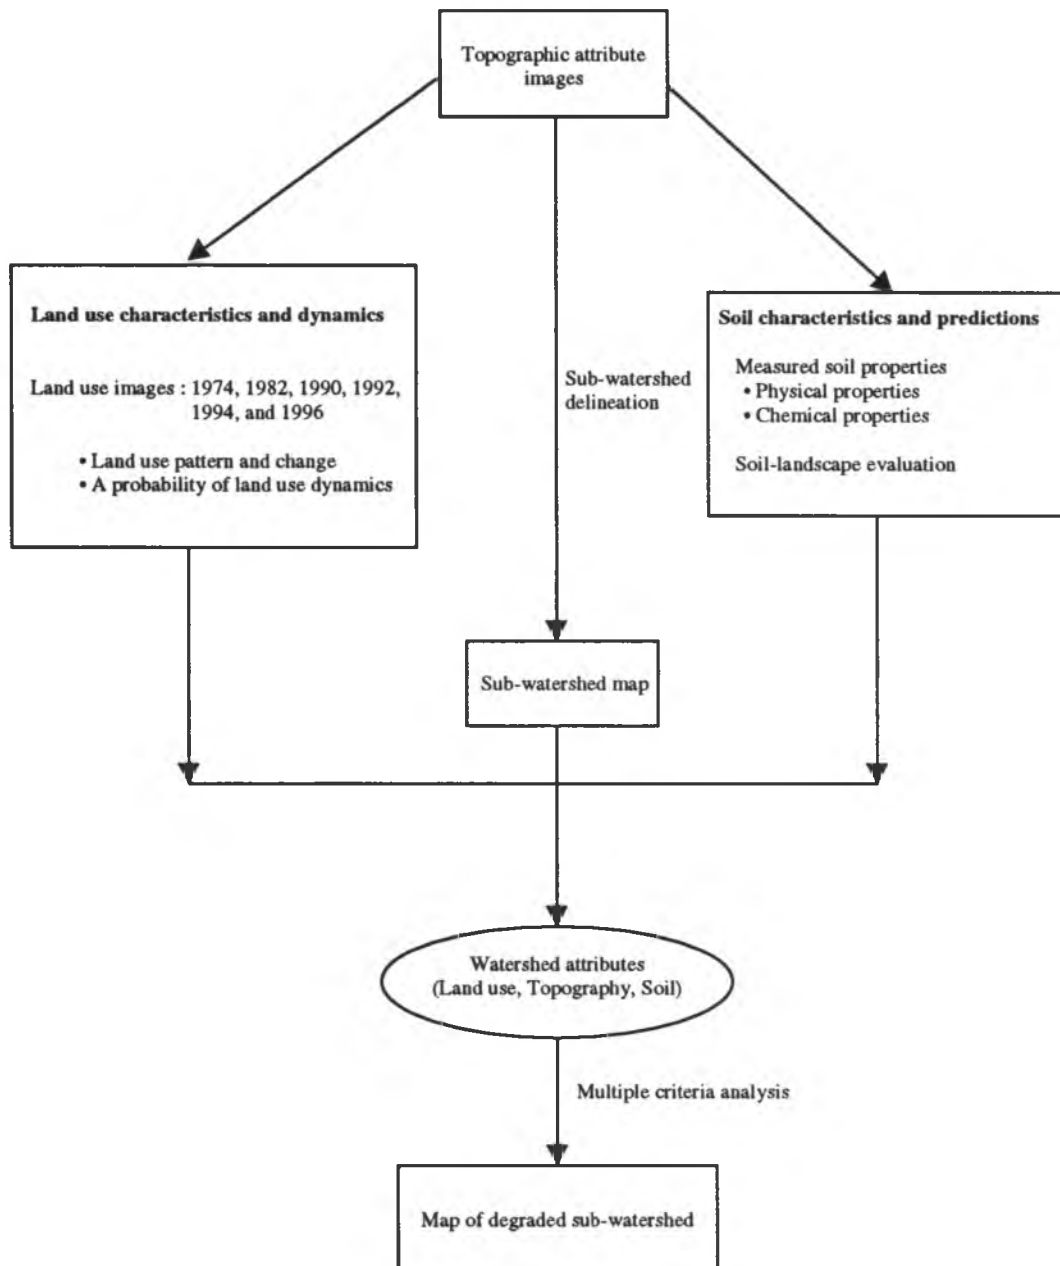 Topographic attribute
images
Land use characteristics and dynamics
Land use images : 1974, 1982, 1990, 1992,
1994, and 1996
• Land use pattern and change
• A probability of land use dynamics
Sub-watershed
delineation
Soil characteristics and predictions
Measured soil properties
• Physical properties
• Chemical properties
Soil-landscape evaluation
Sub-watershed map
Watershed attributes
(Land use, Topography, Soil)
Multiple criteria analysis
Map of degraded sub-watershed